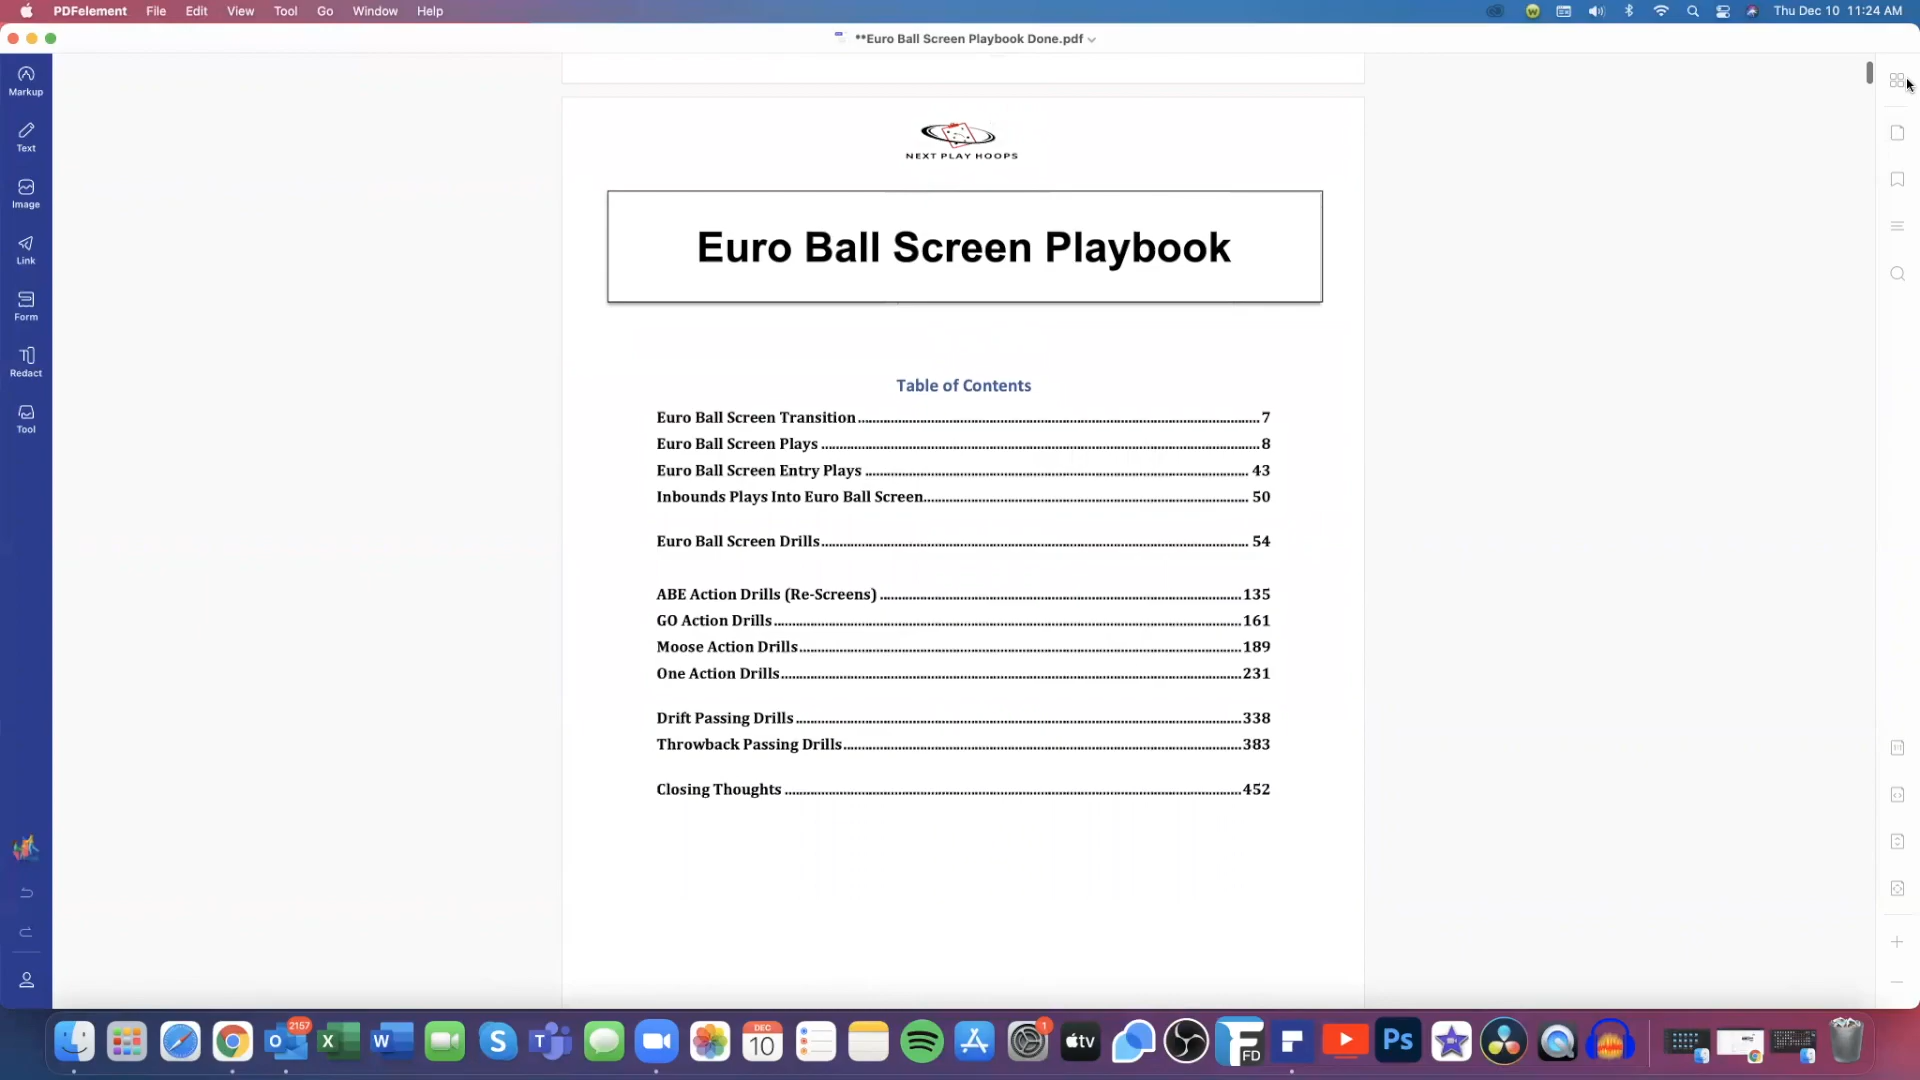 PDFelement File Edit View Tool Go Window Help
Thu Dec 10 11:24 AM
**Euro Ball Screen Playbook Done.pdf
Markup
Text
Image
Link
Form
Redact
Tool
NEXT PLAY HOOPS
Euro Ball Screen Playbook
Table of Contents
Euro Ball Screen Transition 7
Euro Ball Screen Plays 8
Euro Ball Screen Entry Plays 43
Inbounds Plays Into Euro Ball Screen 50
Euro Ball Screen Drills 54
ABE Action Drills (Re-Screens) 135
GO Action Drills 161
Moose Action Drills 189
One Action Drills 231
Drift Passing Drills 338
Throwback Passing Drills 383
Closing Thoughts 452
2157
DEC
10
1
tv
FD
Ps